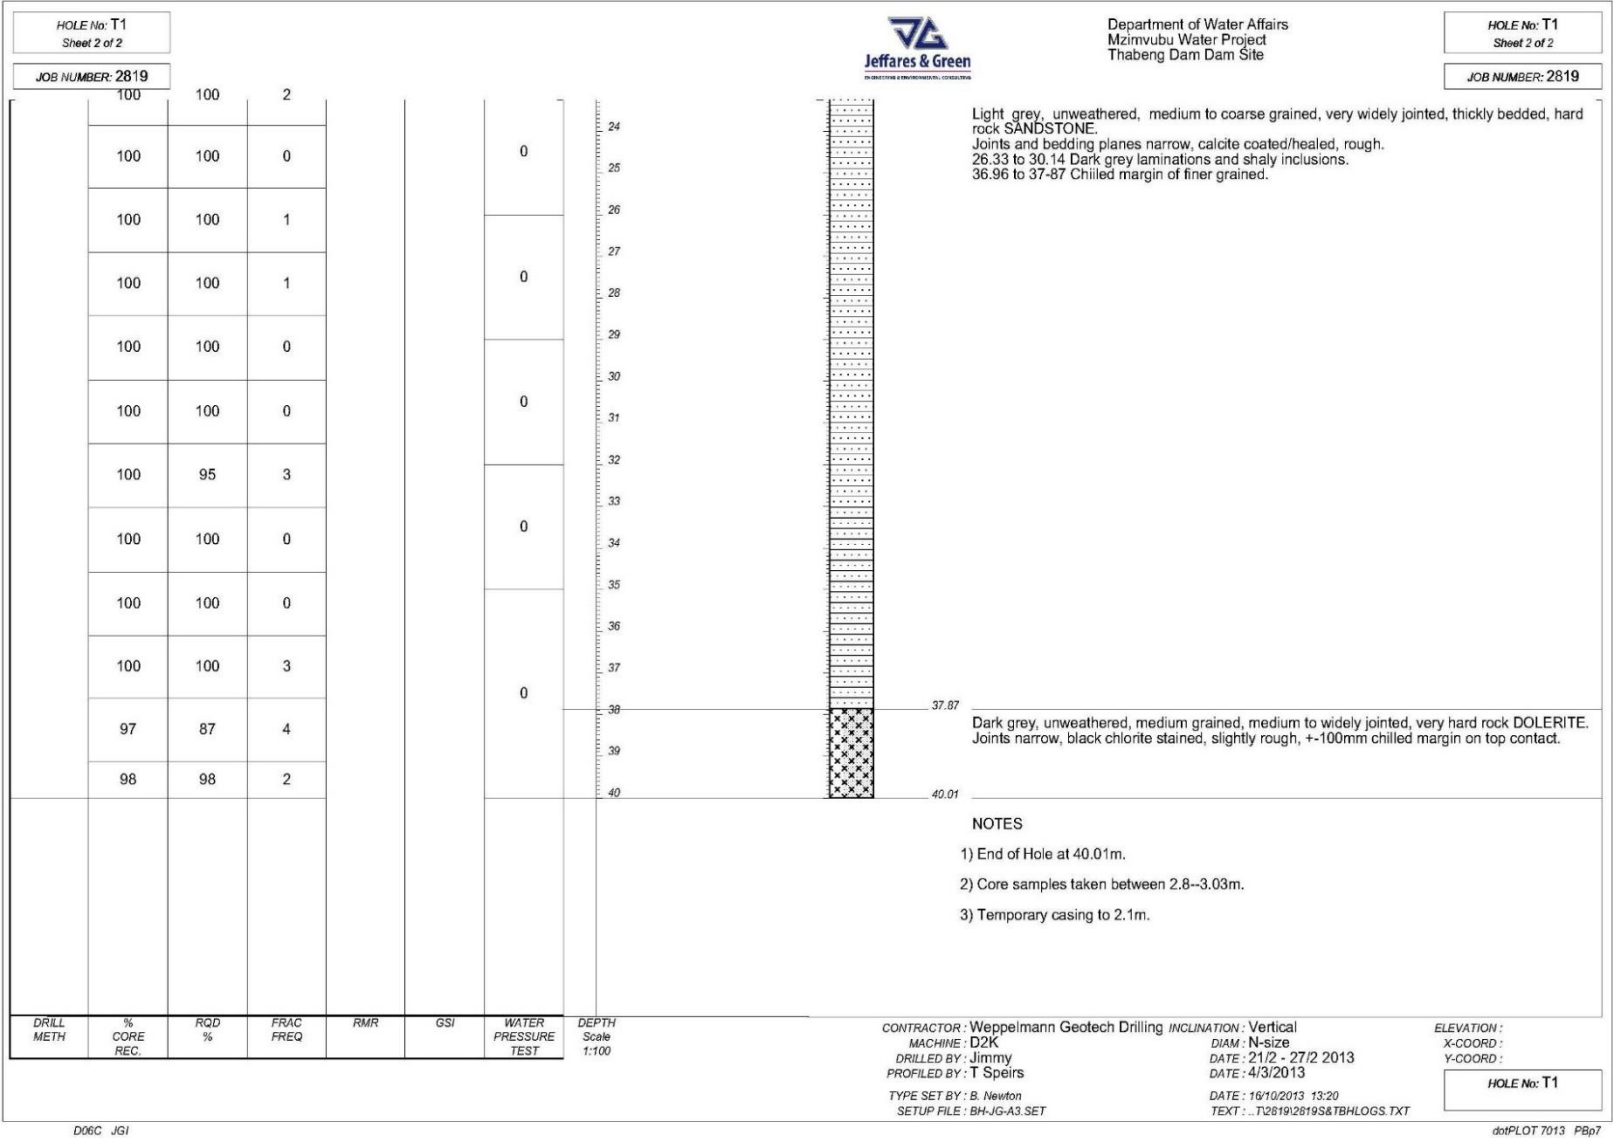 HOLE No: T1
Sheet 2 of 2
JOB NUMBER: 2819
JG
Jeffares & Green
ENGINEERING & ENVIRONMENTAL CONSULTING
Department of Water Affairs
Mzimvubu Water Project
Thabeng Dam Dam Site
HOLE No: T1
Sheet 2 of 2
JOB NUMBER: 2819
100 100 2
100 100 0
100 100 1
100 100 1
100 100 0
100 100 0
100 95 3
100 100 0
100 100 0
100 100 3
97 87 4
98 98 2
0
0
0
0
0
24
25
26
27
28
29
30
31
32
33
34
35
36
37
38
39
40
37.87
40.01
Light grey, unweathered, medium to coarse grained, very widely jointed, thickly bedded, hard
rock SANDSTONE.
Joints and bedding planes narrow, calcite coated/healed, rough.
26.33 to 30.14 Dark grey laminations and shaly inclusions.
36.96 to 37-87 Chiiled margin of finer grained.
Dark grey, unweathered, medium grained, medium to widely jointed, very hard rock DOLERITE.
Joints narrow, black chlorite stained, slightly rough, +-100mm chilled margin on top contact.
NOTES
1) End of Hole at 40.01m.
2) Core samples taken between 2.8--3.03m.
3) Temporary casing to 2.1m.
DRILL
METH
%
CORE
REC.
RQD
%
FRAC
FREQ
RMR
GSI
WATER
PRESSURE
TEST
DEPTH
Scale
1:100
CONTRACTOR : Weppelmann Geotech Drilling
MACHINE : D2K
DRILLED BY : Jimmy
PROFILED BY : T Speirs
TYPE SET BY : B. Newton
SETUP FILE : BH-JG-A3.SET
INCLINATION : Vertical
DIAM : N-size
DATE : 21/2 - 27/2 2013
DATE : 4/3/2013
DATE : 16/10/2013 13:20
TEXT : ..T\2819\2819S&TBHLOGS.TXT
ELEVATION :
X-COORD :
Y-COORD :
HOLE No: T1
D06C JGI
dotPLOT 7013 PBp7